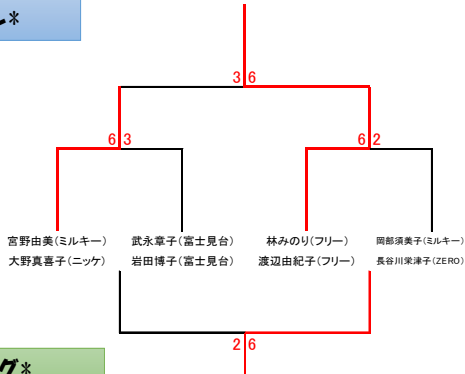 ル*
3 6
6 3
6 2
宮野由美(ミルキー) 武永章子(富士見台) 林みのり(フリー) 岡部須美子(ミルキー)
大野真喜子(ニッケ) 岩田博子(富士見台) 渡辺由紀子(フリー) 長谷川栄津子(ZERO)
2 6
グ*